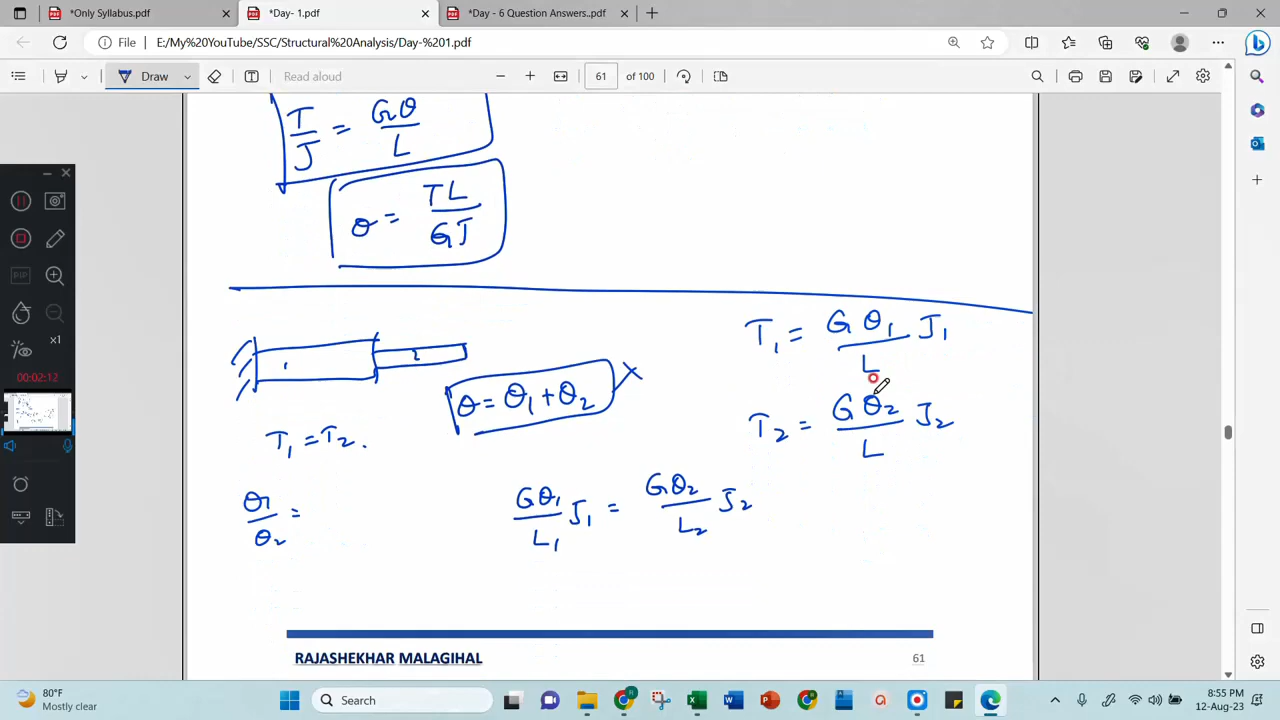 *Only Syllabus.pdf
*Day- 1.pdf
*Day - 6 Question Answers..pdf
File E:/My%20YouTube/SSC/Structural%20Analysis/Day-%201.pdf
Draw Read aloud 61 of 100
T/J = Gθ/L
θ = TL/GJ
T₁ = Gθ₁/L J₁
1 2
θ = θ₁ + θ₂
T₂ = Gθ₂/L J₂
T₁ = T₂.
θ₁/θ₂ =
Gθ₁/L₁ J₁ = Gθ₂/L₂ J₂
PIP
x1
00:02:12
RAJASHEKHAR MALAGIHAL 61
80°F
Mostly clear
Search
8:55 PM
12-Aug-23